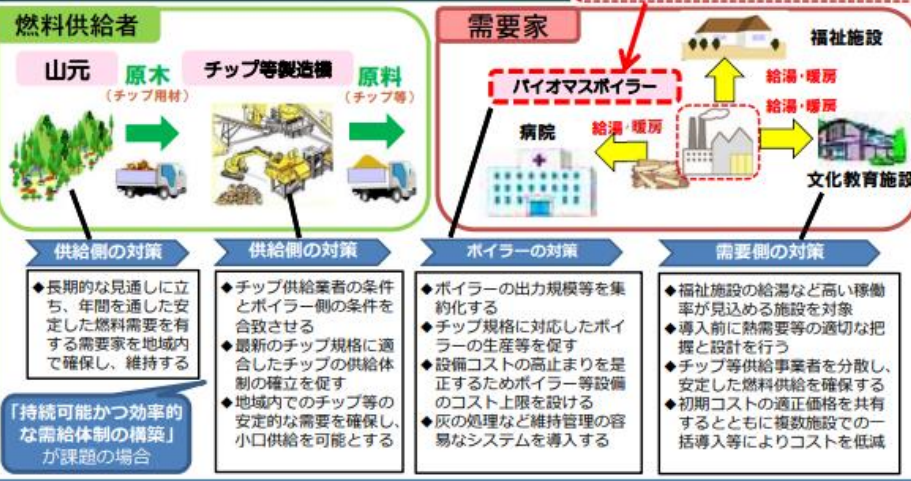 燃料供給者
需要家
山元
原木
（チップ用材）
チップ等製造機
原料
（チップ等）
バイオマスボイラー
福祉施設
給湯・暖房
給湯・暖房
病院
給湯・暖房
文化教育施設
供給側の対策
◆長期的な見通しに立
ち、年間を通した安
定した燃料需要を有
する需要家を地域内
で確保し、維持する
「持続可能かつ効率的
な需給体制の構築」
が課題の場合
供給側の対策
◆チップ供給業者の条件
とボイラー側の条件を
合致させる
◆最新のチップ規格に適
合したチップの供給体
制の確立を促す
◆地域内でのチップ等の
安定的な需要を確保し、
小口供給を可能とする
ボイラーの対策
◆ボイラーの出力規模等を集
約化する
◆チップ規格に対応したボイ
ラーの生産等を促す
◆設備コストの高止まりを是
正するためボイラー等設備
のコスト上限を設ける
◆灰の処理など維持管理の容
易なシステムを導入する
需要側の対策
◆福祉施設の給湯など高い稼働
率が見込める施設を対象
◆導入前に熱需要等の適切な把
握と設計を行う
◆チップ等供給事業者を分散し、
安定した燃料供給を確保する
◆初期コストの適正価格を共有
するとともに複数施設での一
括導入等によりコストを低減